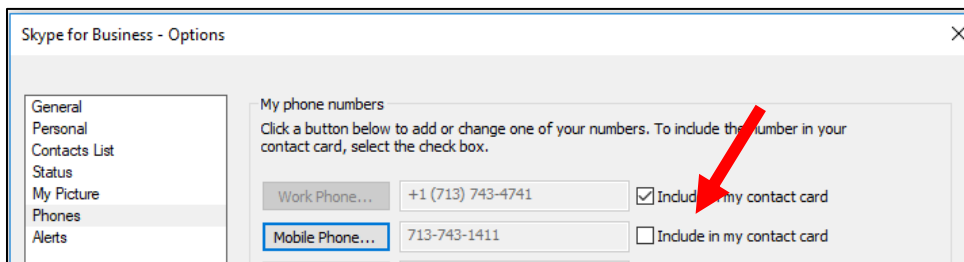 Skype for Business - Options
General
Personal
Contacts List
Status
My Picture
Phones
Alerts
My phone numbers
Click a button below to add or change one of your numbers. To include the number in your
contact card, select the check box.
Work Phone... +1 (713) 743-4741 Include in my contact card
Mobile Phone... 713-743-1411 Include in my contact card